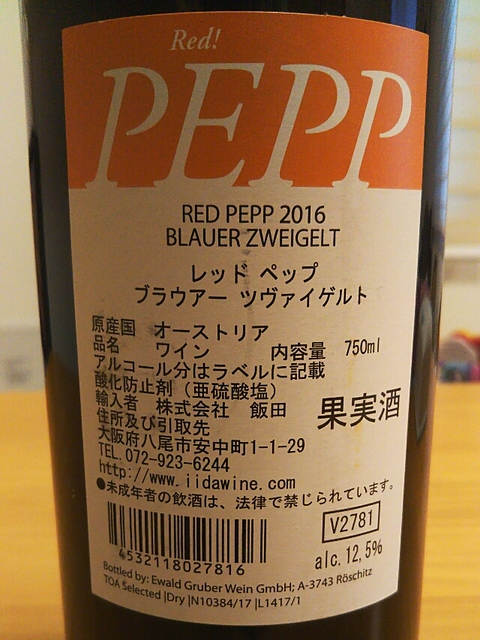 Red!
PEPP
RED PEPP 2016
BLAUER ZWEIGELT
レッド ペップ
ブラウアー ツヴァイゲルト
原産国 オーストリア
品名 ワイン 内容量 750ml
アルコール分はラベルに記載
酸化防止剤（亜硫酸塩）
輸入者 株式会社 飯田
果実酒
住所及び引取先
大阪府八尾市安中町1-1-29
TEL.072-923-6244
http://www.iidawine.com
●未成年者の飲酒は、法律で禁じられています。
V2781
4532118027816
alc. 12,5%
Bottled by: Ewald Gruber Wein GmbH; A-3743 Röschitz
TOA Selected |Dry |N10384/17 |L1417/1